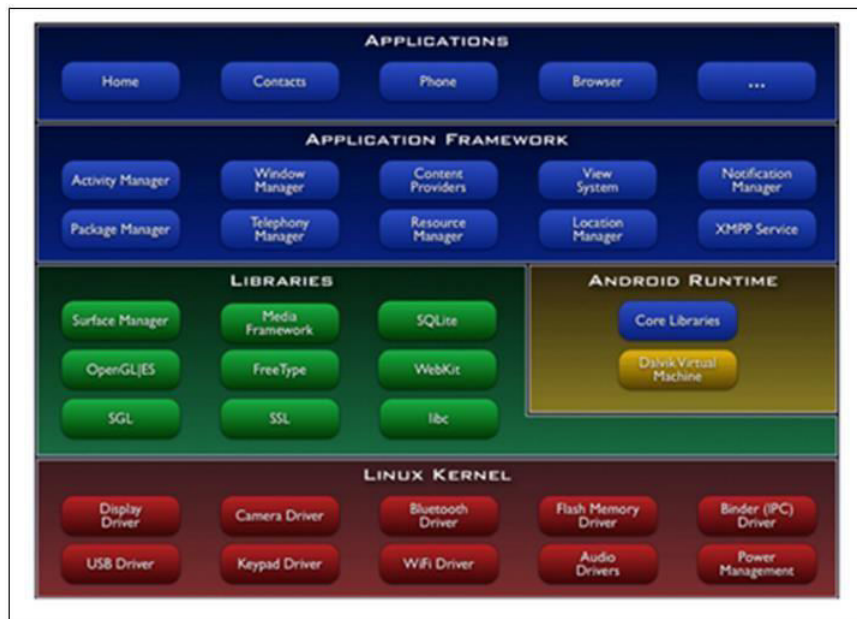 APPLICATIONS
Home
Contacts
Phone
Browser
...
APPLICATION FRAMEWORK
Activity Manager
Window
Manager
Content
Providers
View
System
Notification
Manager
Package Manager
Telephony
Manager
Resource
Manager
Location
Manager
XMPP Service
LIBRARIES
Surface Manager
Media
Framework
SQLite
OpenGL|ES
FreeType
WebKit
SGL
SSL
libc
ANDROID RUNTIME
Core Libraries
Dalvik Virtual
Machine
LINUX KERNEL
Display
Driver
Camera Driver
Bluetooth
Driver
Flash Memory
Driver
Binder (IPC)
Driver
USB Driver
Keypad Driver
WiFi Driver
Audio
Drivers
Power
Management